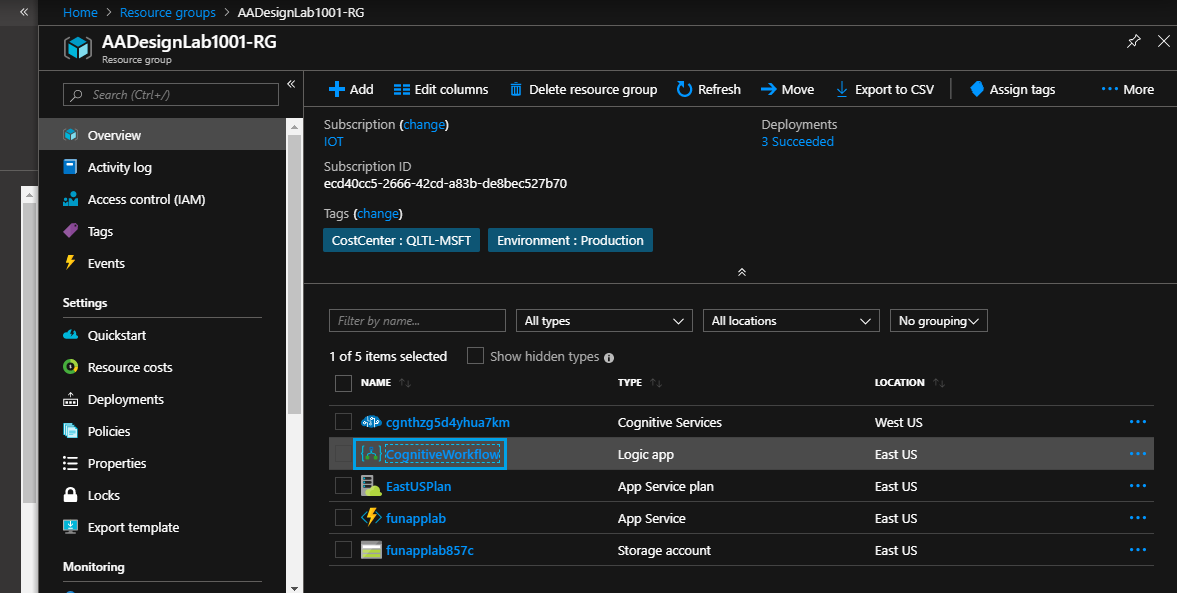 «
Home > Resource groups > AADesignLab1001-RG
AADesignLab1001-RG
Resource group
Search (Ctrl+/)
«
Overview
Activity log
Access control (IAM)
Tags
Events
Settings
Quickstart
Resource costs
Deployments
Policies
Properties
Locks
Export template
Monitoring
Add Edit columns Delete resource group Refresh Move Export to CSV Assign tags ... More
Subscription (change)
IOT
Subscription ID
ecd40cc5-2666-42cd-a83b-de8bec527b70
Deployments
3 Succeeded
Tags (change)
CostCenter : QLTL-MSFT Environment : Production
Filter by name... All types All locations No grouping
1 of 5 items selected Show hidden types
NAME TYPE LOCATION
cgnthzg5d4yhua7km Cognitive Services West US ...
CognitiveWorkflow Logic app East US ...
EastUSPlan App Service plan East US ...
funapplab App Service East US ...
funapplab857c Storage account East US ...